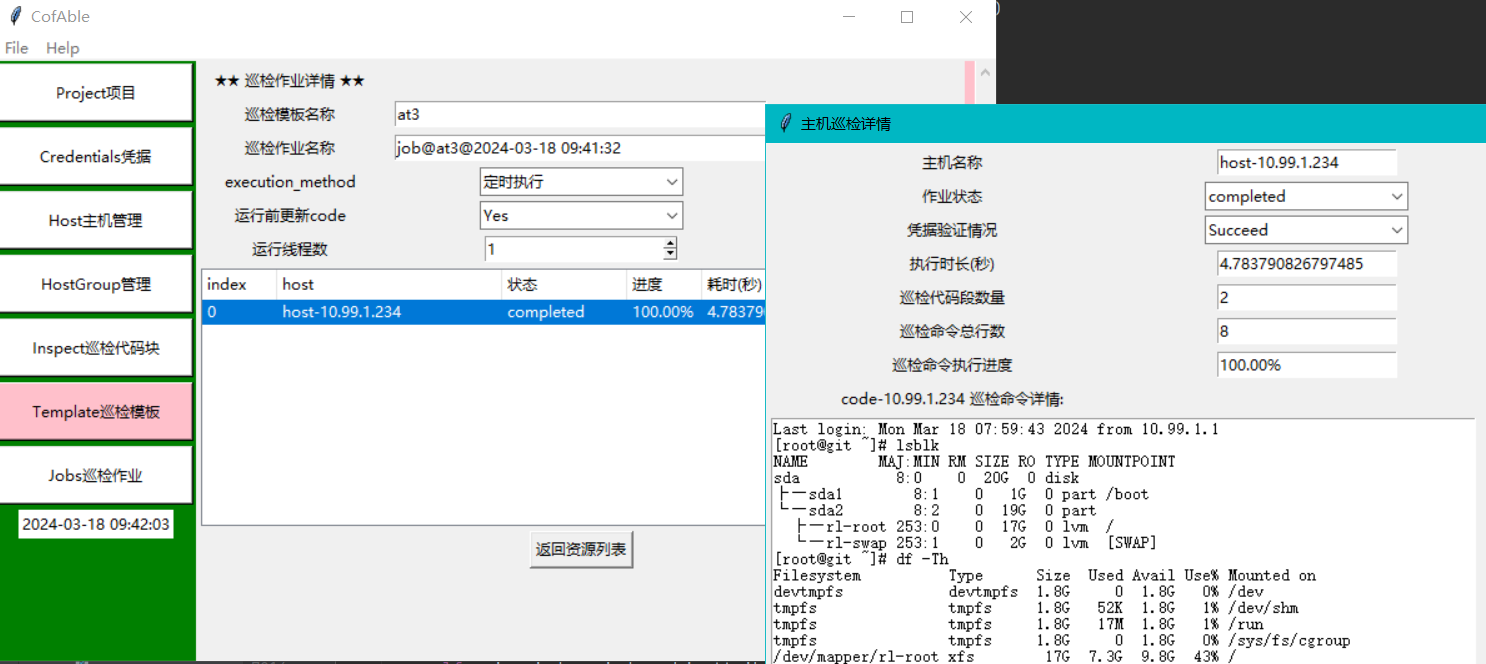 CofAble
File Help
Project项目
Credentials凭据
Host主机管理
HostGroup管理
Inspect巡检代码块
Template巡检模板
Jobs巡检作业
2024-03-18 09:42:03
★★ 巡检作业详情 ★★
巡检模板名称 at3
巡检作业名称 job@at3@2024-03-18 09:41:32
execution_method 定时执行
运行前更新code Yes
运行线程数 1
index host 状态 进度 耗时(秒)
0 host-10.99.1.234 completed 100.00% 4.78379
返回资源列表
主机巡检详情
主机名称 host-10.99.1.234
作业状态 completed
凭据验证情况 Succeed
执行时长(秒) 4.783790826797485
巡检代码段数量 2
巡检命令总行数 8
巡检命令执行进度 100.00%
code-10.99.1.234 巡检命令详情:
Last login: Mon Mar 18 07:59:43 2024 from 10.99.1.1
[root@git ~]# lsblk
NAME MAJ:MIN RM SIZE RO TYPE MOUNTPOINT
sda 8:0 0 20G 0 disk
├─sda1 8:1 0 1G 0 part /boot
└─sda2 8:2 0 19G 0 part
├─rl-root 253:0 0 17G 0 lvm /
└─rl-swap 253:1 0 2G 0 lvm [SWAP]
[root@git ~]# df -Th
Filesystem Type Size Used Avail Use% Mounted on
devtmpfs devtmpfs 1.8G 0 1.8G 0% /dev
tmpfs tmpfs 1.8G 52K 1.8G 1% /dev/shm
tmpfs tmpfs 1.8G 17M 1.8G 1% /run
tmpfs tmpfs 1.8G 0 1.8G 0% /sys/fs/cgroup
/dev/mapper/rl-root xfs 17G 7.3G 9.8G 43% /